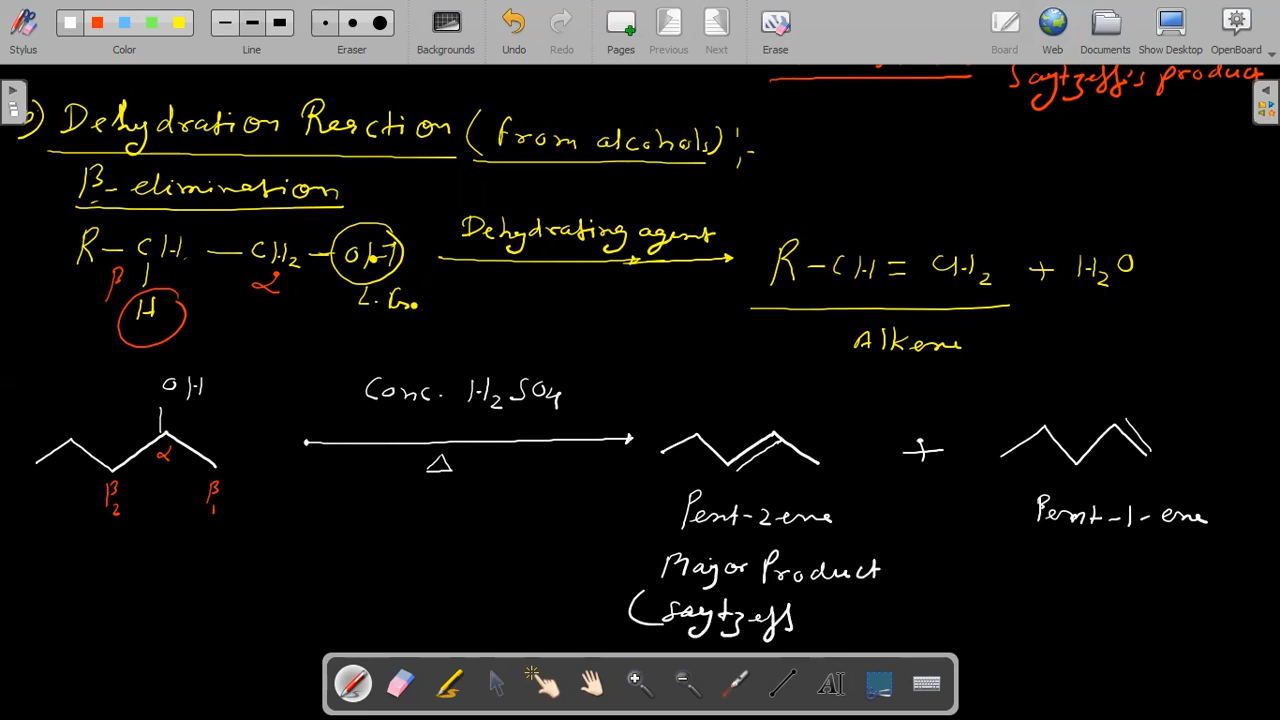 Stylus Color Line Eraser Backgrounds Undo Redo Pages Previous Next Erase Board Web Documents Show Desktop OpenBoard
Saytzeff's product
) Dehydration Reaction (from alcohols) :-
β- elimination
R - CH - CH2 - OH
β α
H
L. Gr.
Dehydrating agent
R - CH = CH2 + H2O
Alkene
OH
α
β2 β1
Conc. H2SO4
Δ
+
Pent-2ene
Pent-1-ene
Major Product
(Saytzeff